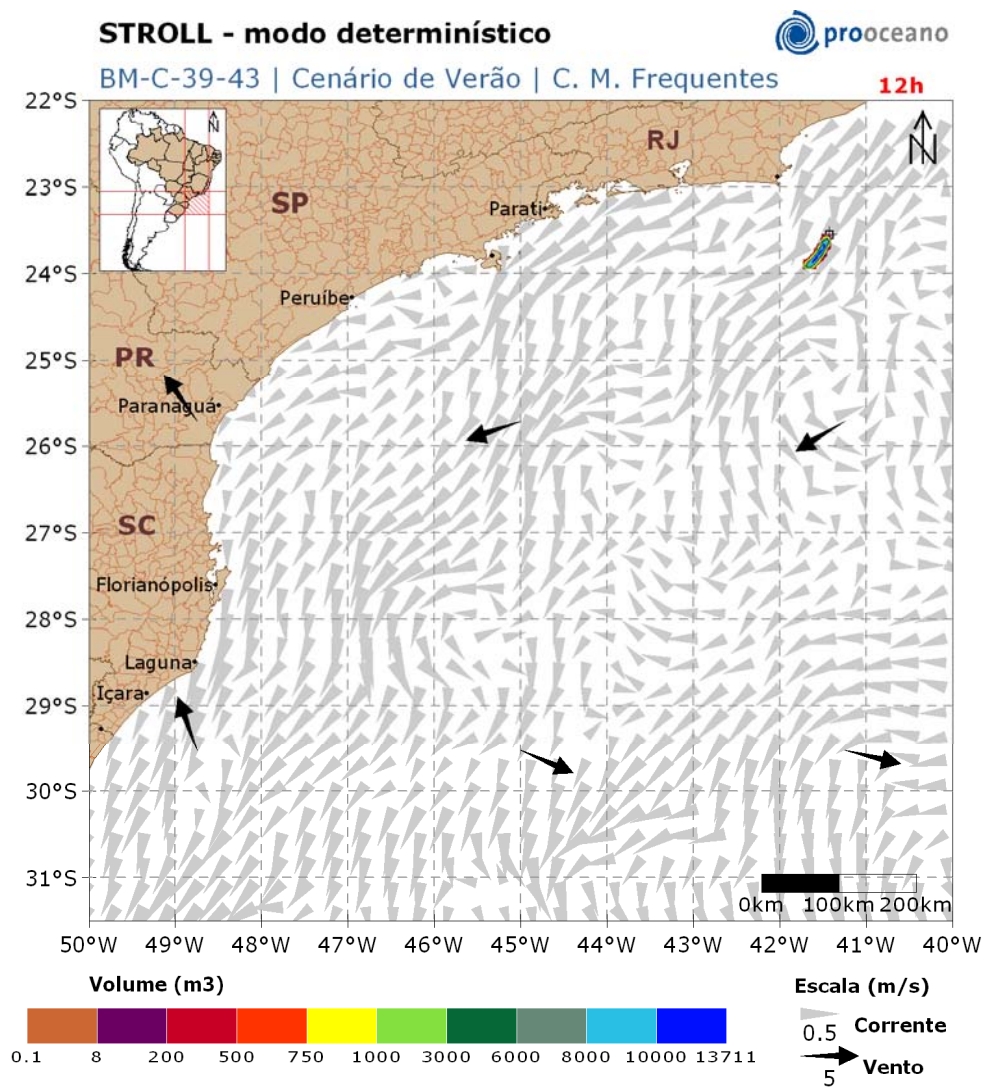 STROLL - modo determinístico
prooceano
BM-C-39-43 | Cenário de Verão | C. M. Frequentes
12h
22°S
N
N
RJ
23°S
SP
Parati
24°S
Peruíbe
25°S
PR
Paranaguá
26°S
27°S
SC
Florianópolis
28°S
Laguna
Içara
29°S
30°S
31°S
0km 100km 200km
50°W 49°W 48°W 47°W 46°W 45°W 44°W 43°W 42°W 41°W 40°W
Volume (m3)
Escala (m/s)
0.5 Corrente
5 Vento
0.1 8 200 500 750 1000 3000 6000 8000 10000 13711